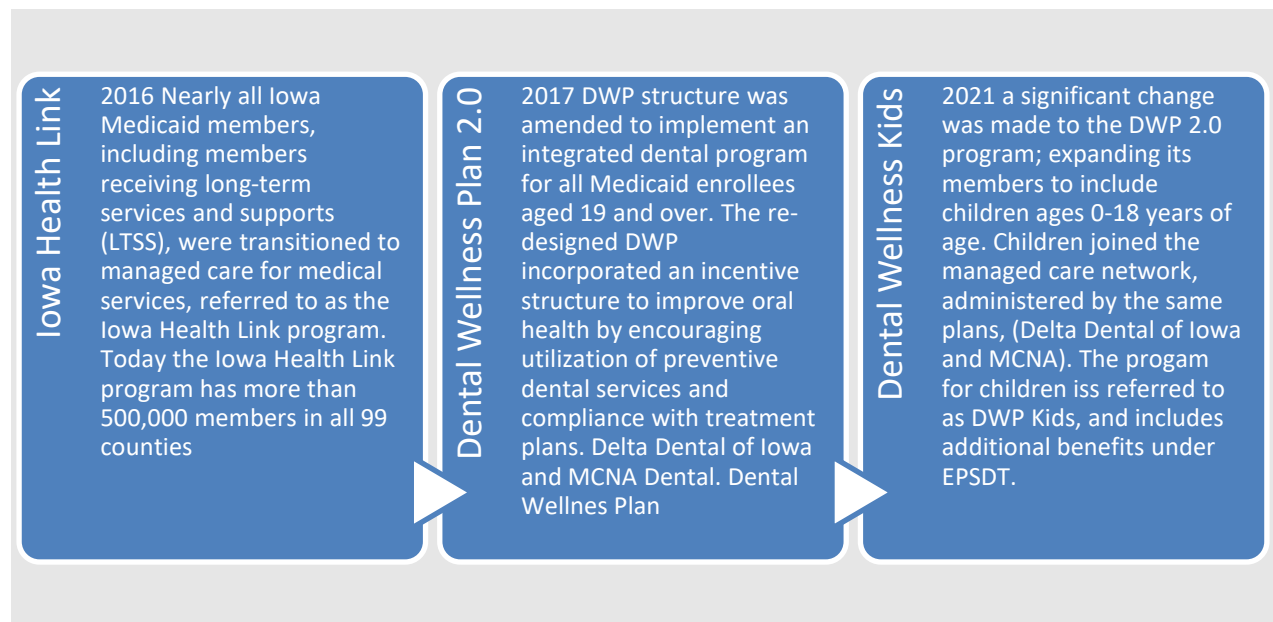 Iowa Health Link
2016 Nearly all Iowa
Medicaid members,
including members
receiving long-term
services and supports
(LTSS), were transitioned to
managed care for medical
services, referred to as the
Iowa Health Link program.
Today the Iowa Health Link
program has more than
500,000 members in all 99
counties
Dental Wellness Plan 2.0
2017 DWP structure was
amended to implement an
integrated dental program
for all Medicaid enrollees
aged 19 and over. The re-
designed DWP
incorporated an incentive
structure to improve oral
health by encouraging
utilization of preventive
dental services and
compliance with treatment
plans. Delta Dental of Iowa
and MCNA Dental. Dental
Wellnes Plan
Dental Wellness Kids
2021 a significant change
was made to the DWP 2.0
program; expanding its
members to include
children ages 0-18 years of
age. Children joined the
managed care network,
administered by the same
plans, (Delta Dental of Iowa
and MCNA). The progam
for children iss referred to
as DWP Kids, and includes
additional benefits under
EPSDT.